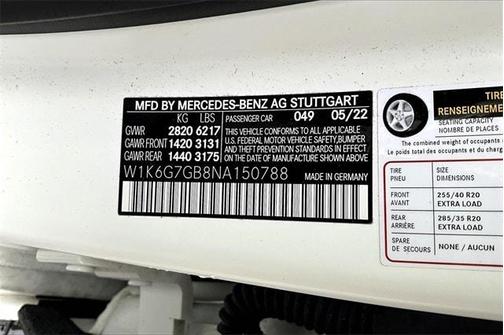 MFD BY MERCEDES-BENZ AG STUTTGART
KG LBS PASSENGER CAR 049 05/22
GVWR 2820 6217
GAWR FRONT 1420 3131
GAWR REAR 1440 3175
THIS VEHICLE CONFORMS TO ALL APPLICABLE
U.S. FEDERAL MOTOR VEHICLE SAFETY, BUMPER
AND THEFT PREVENTION STANDARDS IN EFFECT
ON THE DATE OF MANUFACTURE SHOWN ABOVE.
W1K6G7GB8NA150788 MADE IN GERMANY
TIRE
RENSEIGNEMENT
SEATING CAPACITY
NOMBRE DE PLACES
The combined weight of occupants
Le poids total des occupants
TIRE
PNEU
SIZE
DIMENSIONS
FRONT
AVANT
255/40 R20
EXTRA LOAD
REAR
ARRIÈRE
285/35 R20
EXTRA LOAD
SPARE
DE SECOURS
NONE / AUCUN